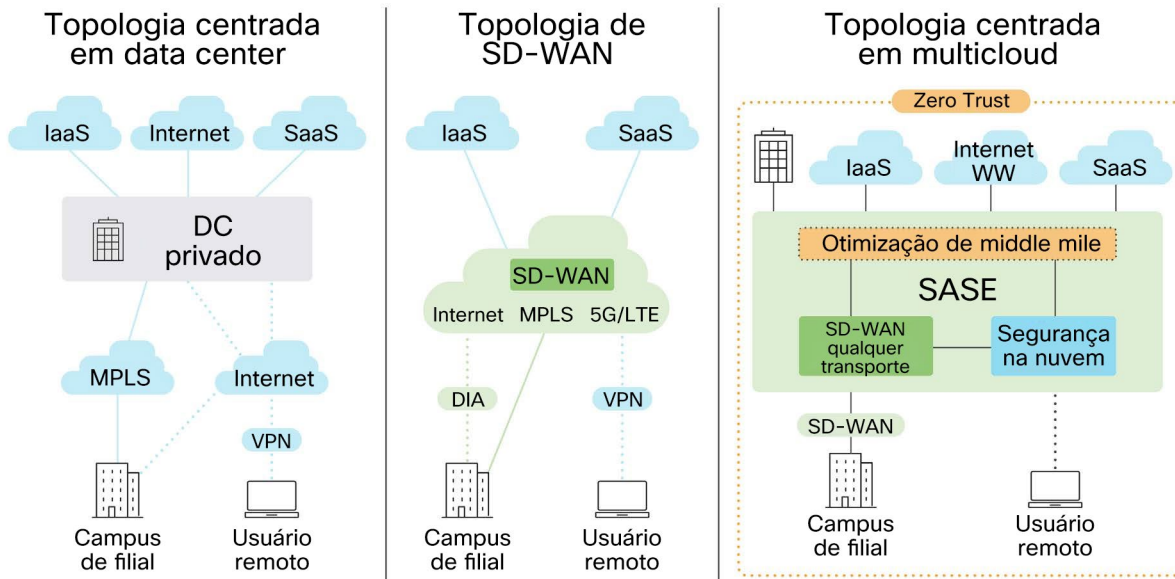 Topologia centrada
em data center
IaaS
Internet
SaaS
DC
privado
MPLS
Internet
VPN
Campus
de filial
Usuário
remoto
Topologia de
SD-WAN
IaaS
SaaS
SD-WAN
Internet
MPLS
5G/LTE
DIA
VPN
Campus
de filial
Usuário
remoto
Topologia centrada
em multicloud
Zero Trust
IaaS
Internet
WW
SaaS
Otimização de middle mile
SASE
SD-WAN
qualquer
transporte
Segurança
na nuvem
SD-WAN
Campus
de filial
Usuário
remoto